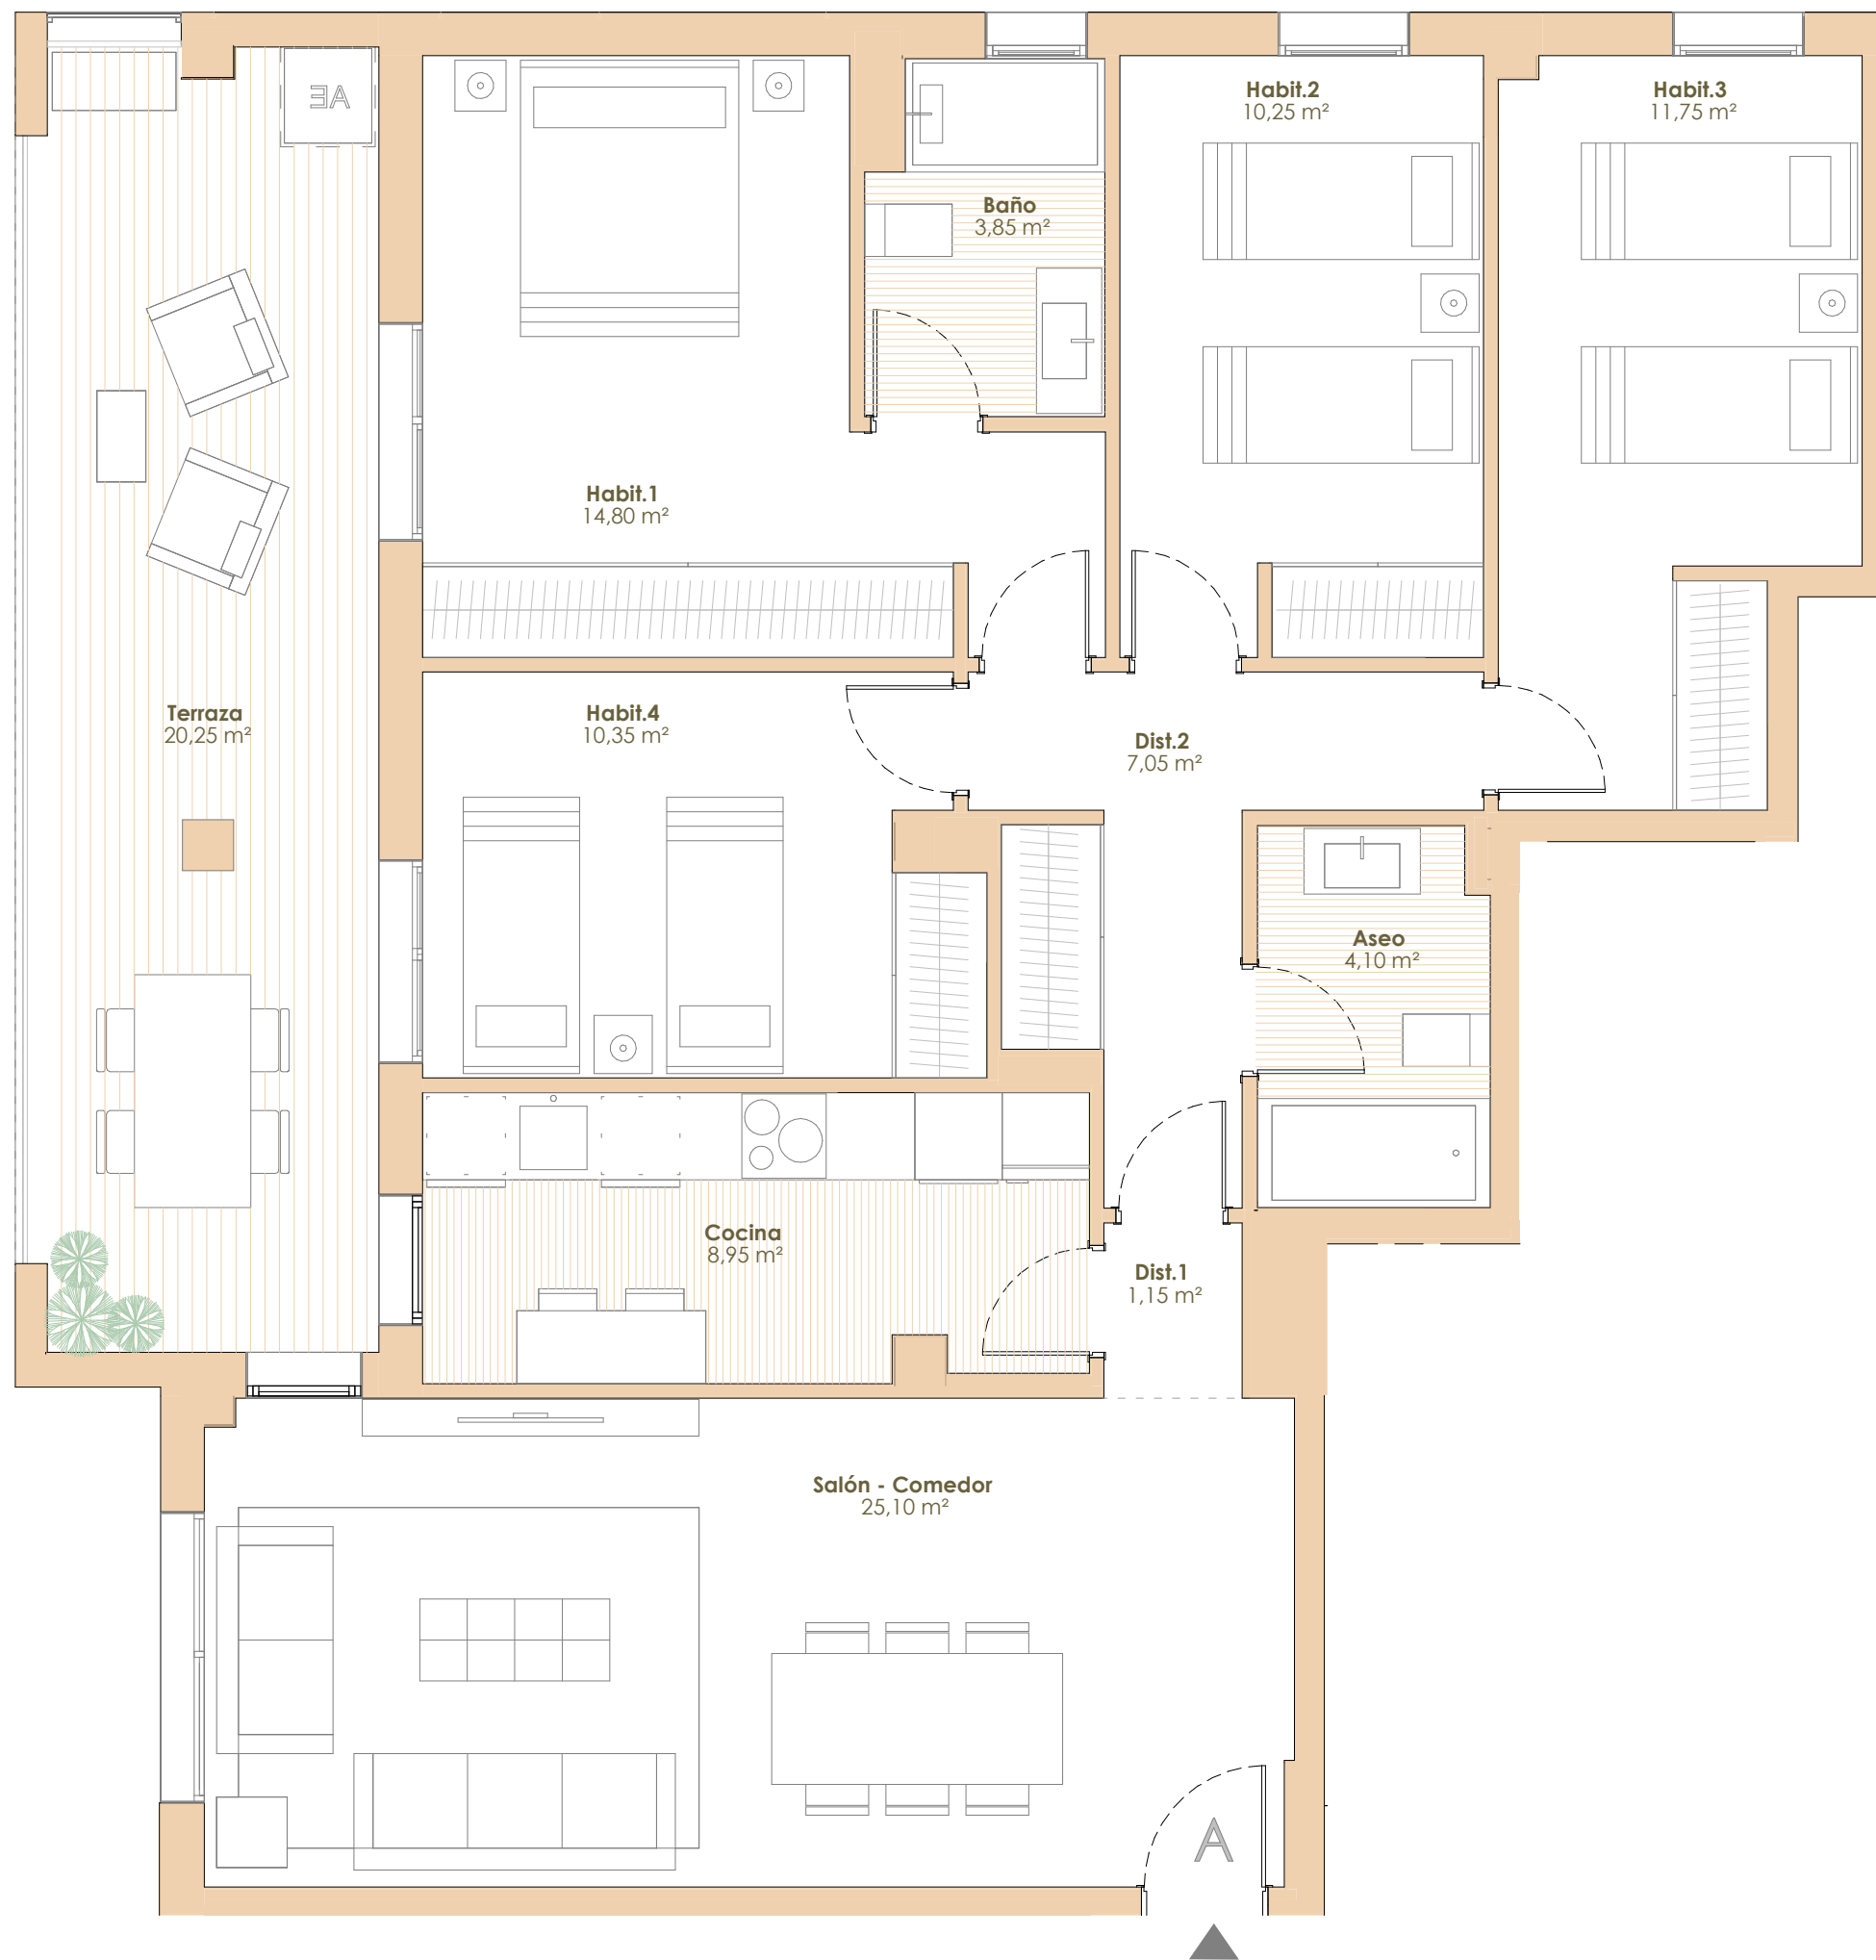 Habit.2
10,25 m²
Habit.3
11,75 m²
AE
Baño
3,85 m²
Habit.1
14,80 m²
Terraza
20,25 m²
Habit.4
10,35 m²
Dist.2
7,05 m²
Aseo
4,10 m²
Cocina
8,95 m²
Dist.1
1,15 m²
Salón - Comedor
25,10 m²
A